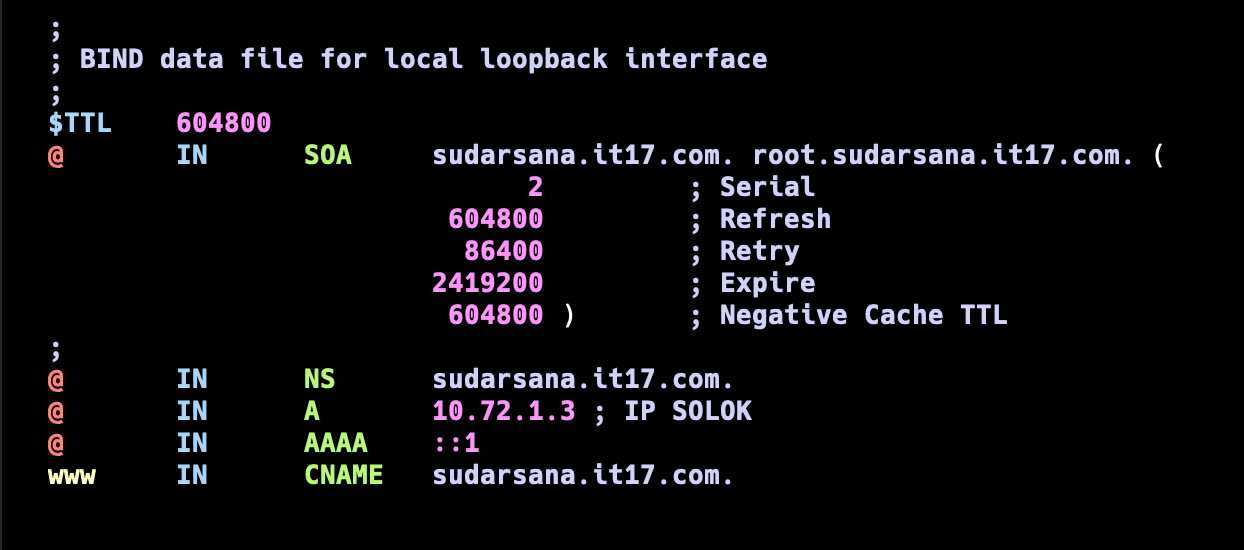 ;
; BIND data file for local loopback interface
;
$TTL    604800
@       IN      SOA     sudarsana.it17.com. root.sudarsana.it17.com. (
                              2         ; Serial
                         604800         ; Refresh
                          86400         ; Retry
                        2419200         ; Expire
                         604800 )       ; Negative Cache TTL
;
@       IN      NS      sudarsana.it17.com.
@       IN      A       10.72.1.3 ; IP SOLOK
@       IN      AAAA    ::1
www     IN      CNAME   sudarsana.it17.com.